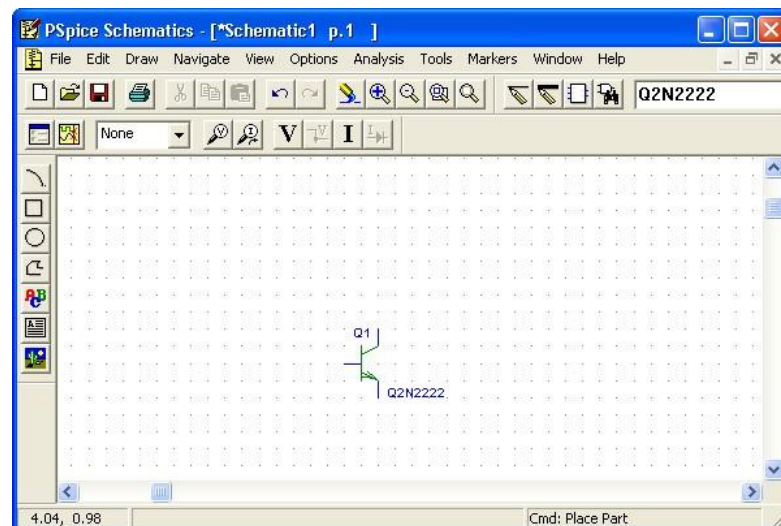 PSpice Schematics - [*Schematic1 p.1 ]
File Edit Draw Navigate View Options Analysis Tools Markers Window Help
Q2N2222
None V I
Q1
Q2N2222
4.04, 0.98 Cmd: Place Part